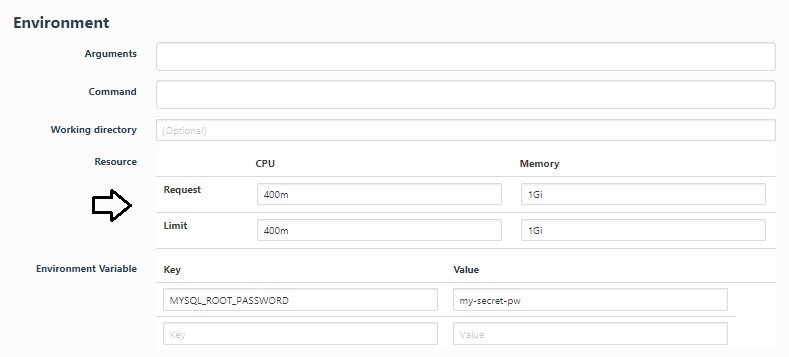 Environment
Arguments
Command
Working directory (Optional)
Resource CPU Memory
Request 400m 1Gi
Limit 400m 1Gi
Environment Variable Key Value
MYSQL_ROOT_PASSWORD my-secret-pw
Key Value